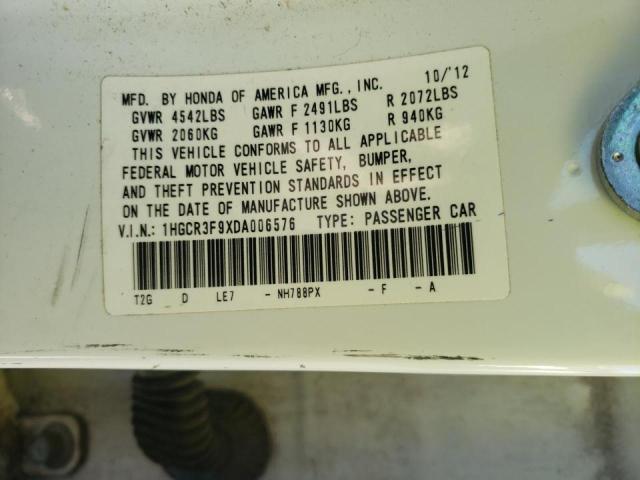 MFD. BY HONDA OF AMERICA MFG., INC. 10/'12
GVWR 4542LBS GAWR F 2491LBS R 2072LBS
GVWR 2060KG GAWR F 1130KG R 940KG
THIS VEHICLE CONFORMS TO ALL APPLICABLE
FEDERAL MOTOR VEHICLE SAFETY, BUMPER,
AND THEFT PREVENTION STANDARDS IN EFFECT
ON THE DATE OF MANUFACTURE SHOWN ABOVE.
V.I.N.: 1HGCR3F9XDA006576 TYPE: PASSENGER CAR
T2G D LE7 - NH788PX - F - A